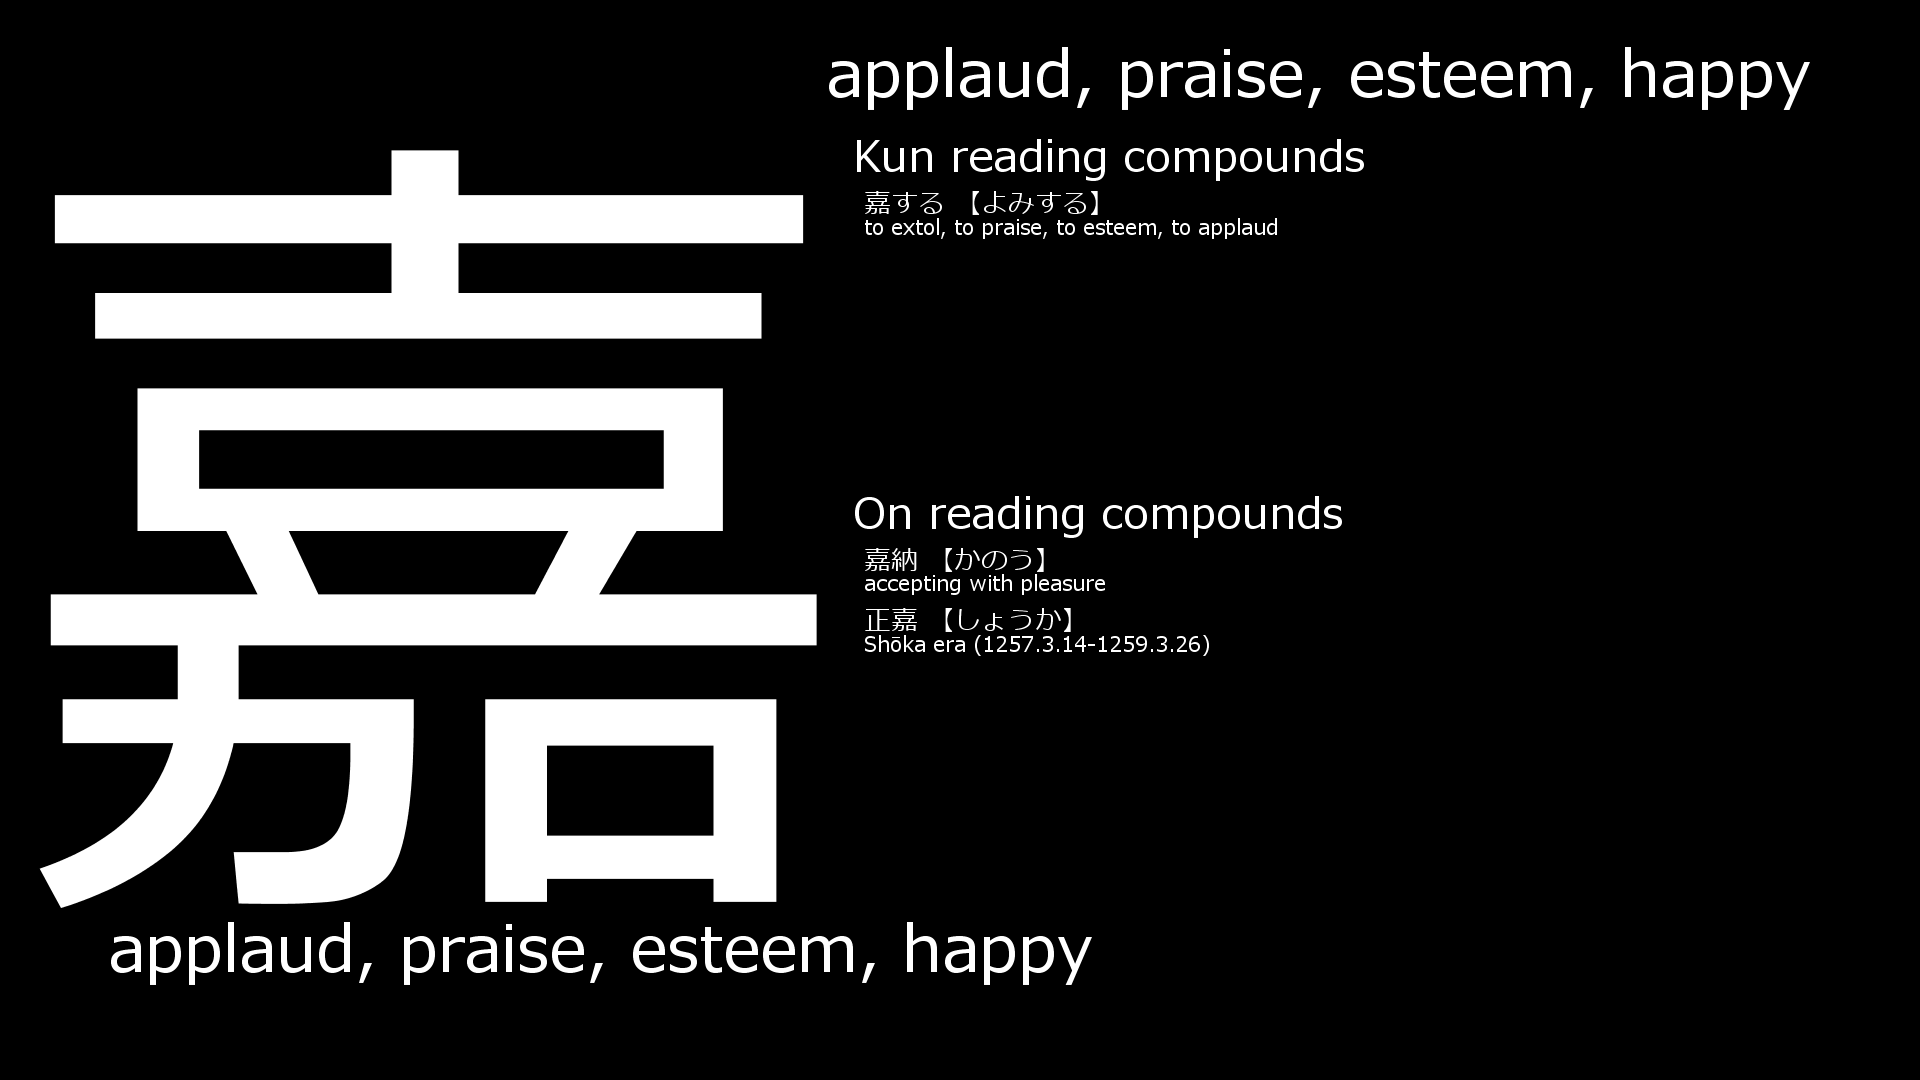 嘉
applaud, praise, esteem, happy
Kun reading compounds
嘉する 【よみする】
to extol, to praise, to esteem, to applaud
On reading compounds
嘉納 【かのう】
accepting with pleasure
正嘉 【しょうか】
Shōka era (1257.3.14-1259.3.26)
applaud, praise, esteem, happy